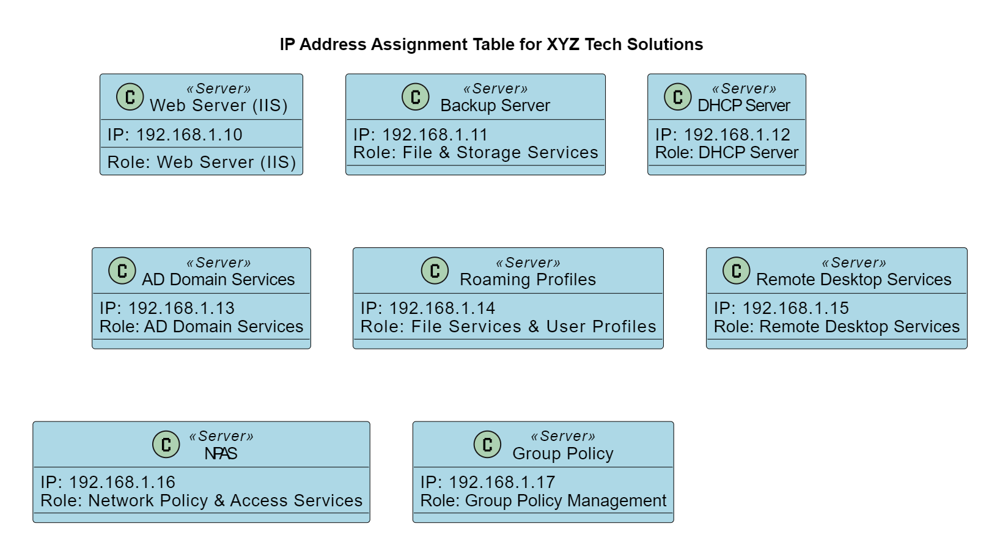 IP Address Assignment Table for XYZ Tech Solutions
C
«Server»
Web Server (IIS)
IP: 192.168.1.10
Role: Web Server (IIS)
C
«Server»
Backup Server
IP: 192.168.1.11
Role: File & Storage Services
C
«Server»
DHCP Server
IP: 192.168.1.12
Role: DHCP Server
C
«Server»
AD Domain Services
IP: 192.168.1.13
Role: AD Domain Services
C
«Server»
Roaming Profiles
IP: 192.168.1.14
Role: File Services & User Profiles
C
«Server»
Remote Desktop Services
IP: 192.168.1.15
Role: Remote Desktop Services
C
«Server»
NPAS
IP: 192.168.1.16
Role: Network Policy & Access Services
C
«Server»
Group Policy
IP: 192.168.1.17
Role: Group Policy Management